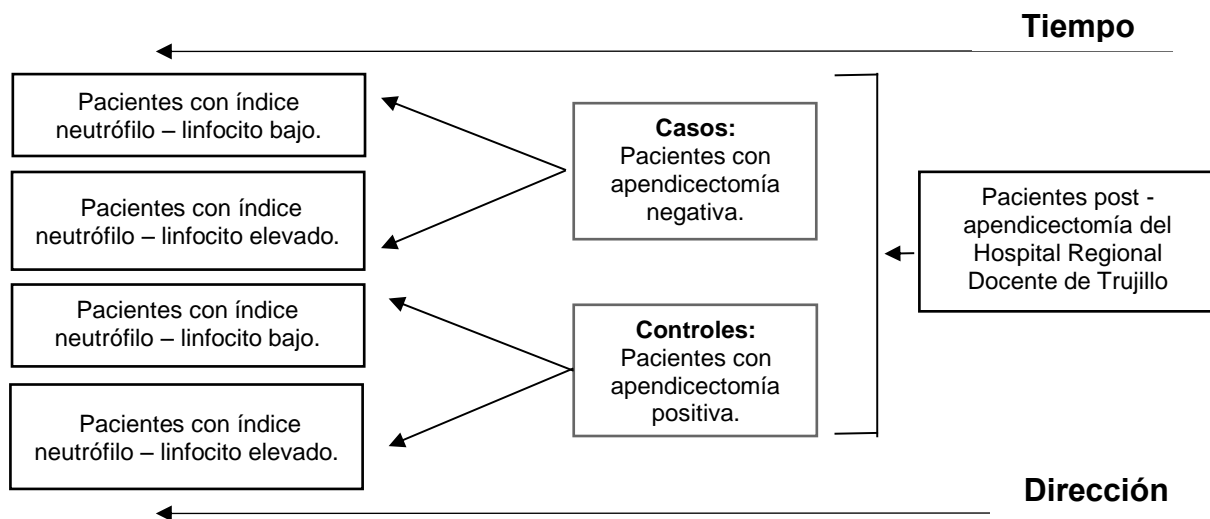 Tiempo
Pacientes con índice
neutrófilo – linfocito bajo.
Pacientes con índice
neutrófilo – linfocito elevado.
Pacientes con índice
neutrófilo – linfocito bajo.
Pacientes con índice
neutrófilo – linfocito elevado.
Casos:
Pacientes con
apendicectomía
negativa.
Controles:
Pacientes con
apendicectomía
positiva.
Pacientes post -
apendicectomía del
Hospital Regional
Docente de Trujillo
Dirección